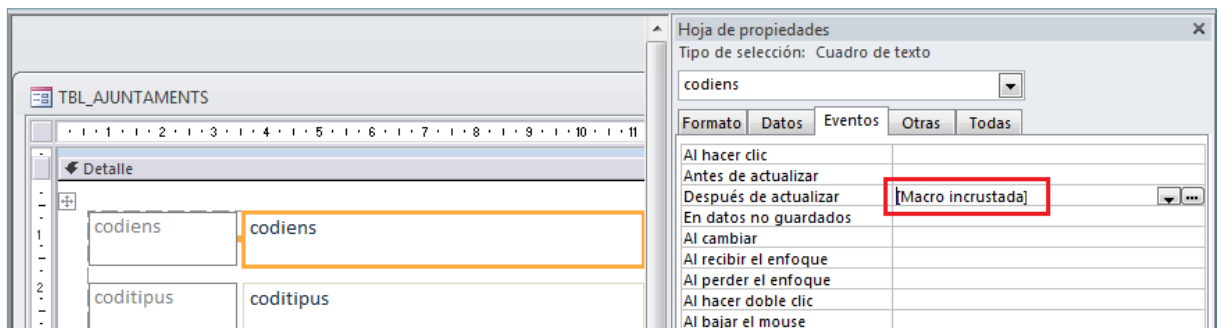 Hoja de propiedades
Tipo de selección: Cuadro de texto
codiens
Formato Datos Eventos Otras Todas
Al hacer clic
Antes de actualizar
Después de actualizar [Macro incrustada]
En datos no guardados
Al cambiar
Al recibir el enfoque
Al perder el enfoque
Al hacer doble clic
Al bajar el mouse
TBL_AJUNTAMENTS
1 2 3 4 5 6 7 8 9 10 11
Detalle
1
codiens codiens
2
coditipus coditipus